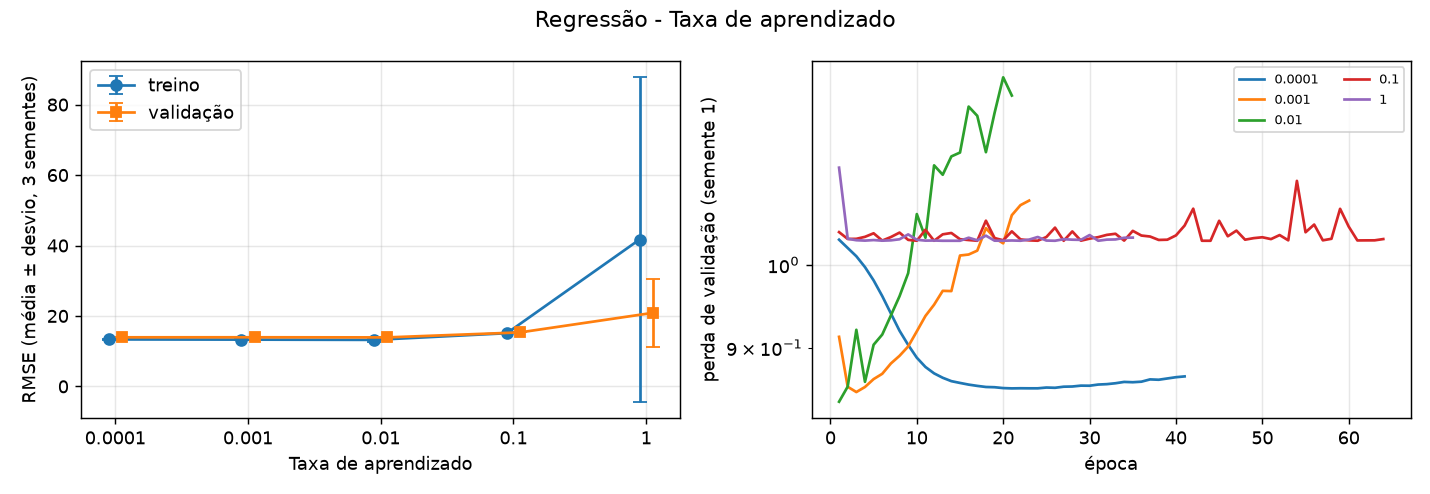 Regressão - Taxa de aprendizado
RMSE (média ± desvio, 3 sementes)
80
60
40
20
0
treino
validação
0.0001
0.001
0.01
0.1
1
Taxa de aprendizado
perda de validação (semente 1)
10⁰
9 × 10⁻¹
0.0001
0.001
0.01
0.1
1
0
10
20
30
40
50
60
época